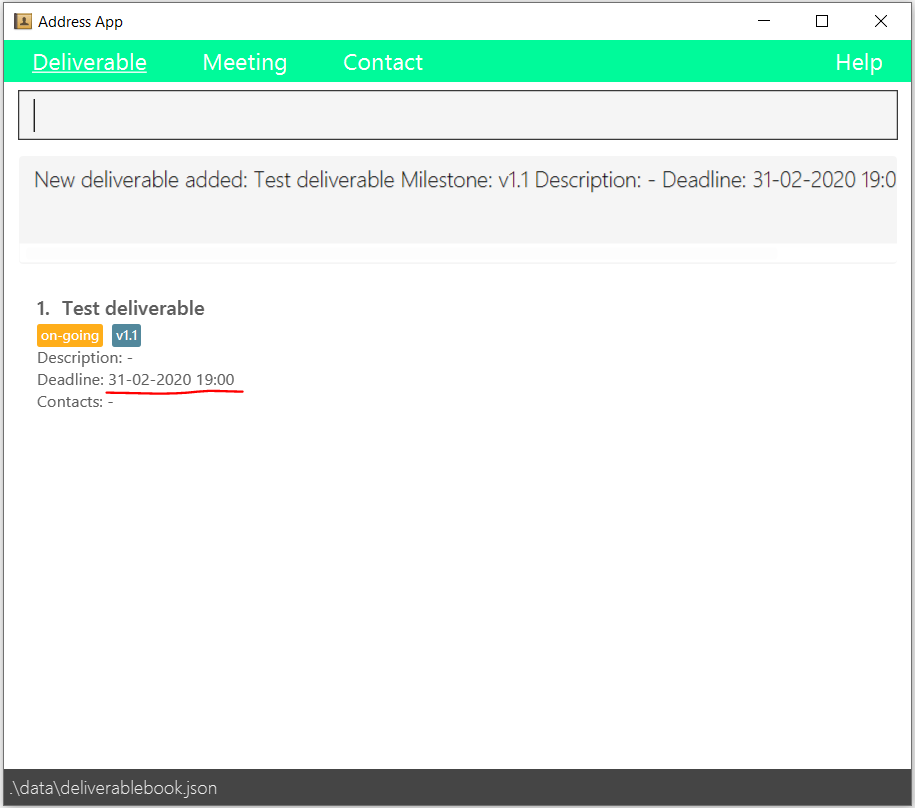 Address App
Deliverable Meeting Contact Help
New deliverable added: Test deliverable Milestone: v1.1 Description: - Deadline: 31-02-2020 19:0
1. Test deliverable
on-going v1.1
Description: -
Deadline: 31-02-2020 19:00
Contacts: -
.\data\deliverablebook.json